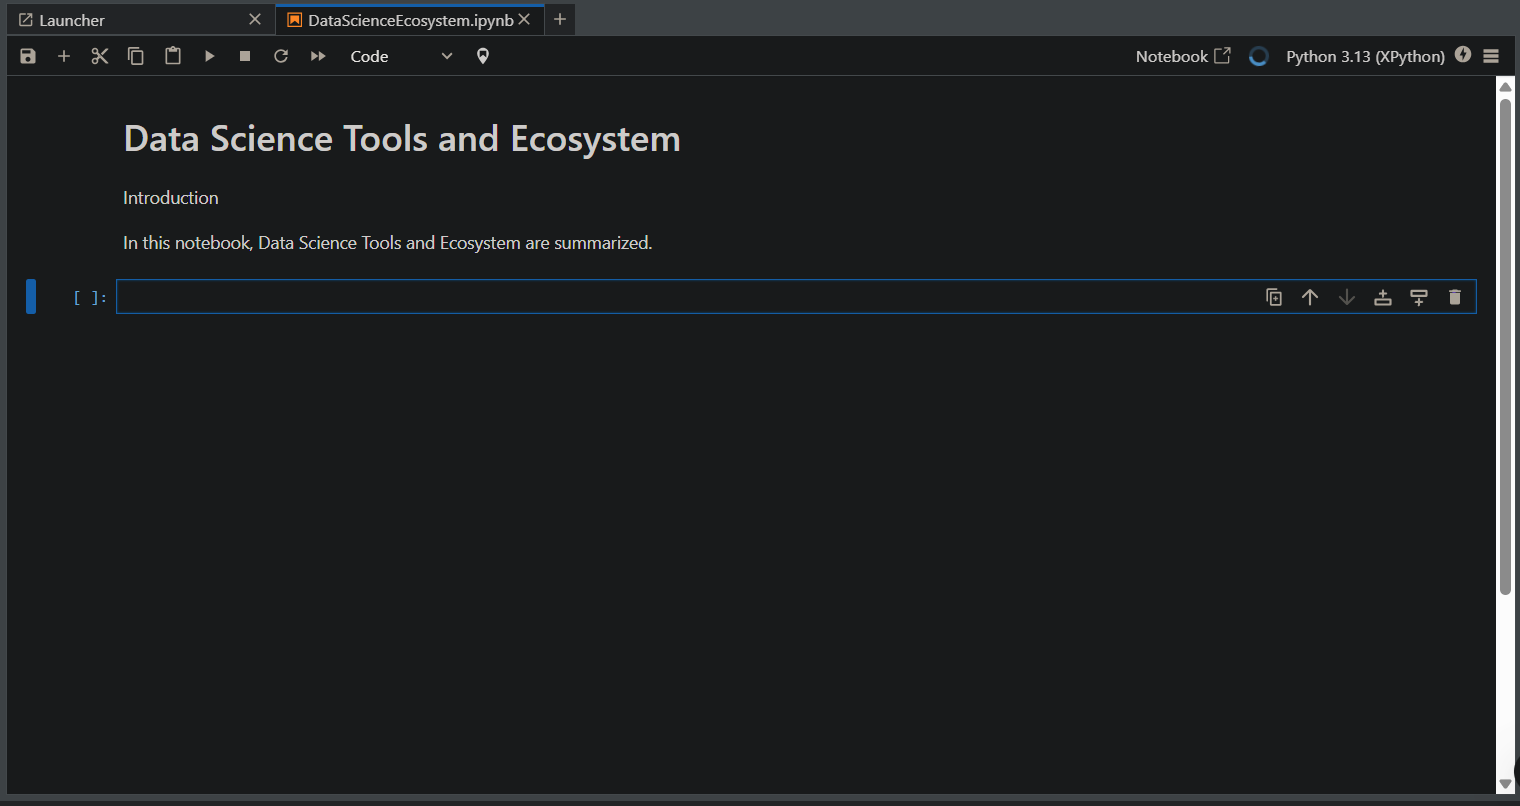 Launcher
DataScienceEcosystem.ipynb
Code
Notebook
Python 3.13 (XPython)
Data Science Tools and Ecosystem
Introduction
In this notebook, Data Science Tools and Ecosystem are summarized.
[ ]: